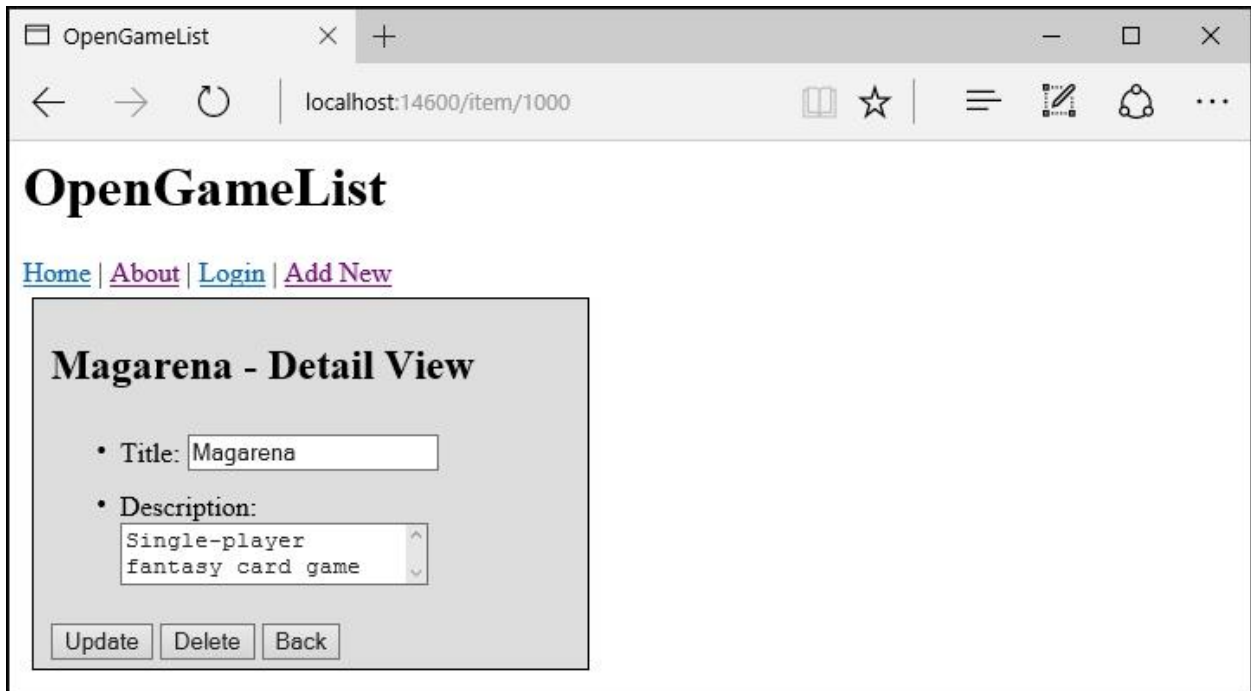 OpenGameList
localhost:14600/item/1000
OpenGameList
Home | About | Login | Add New
Magarena - Detail View
• Title: Magarena
• Description:
Single-player
fantasy card game
Update Delete Back